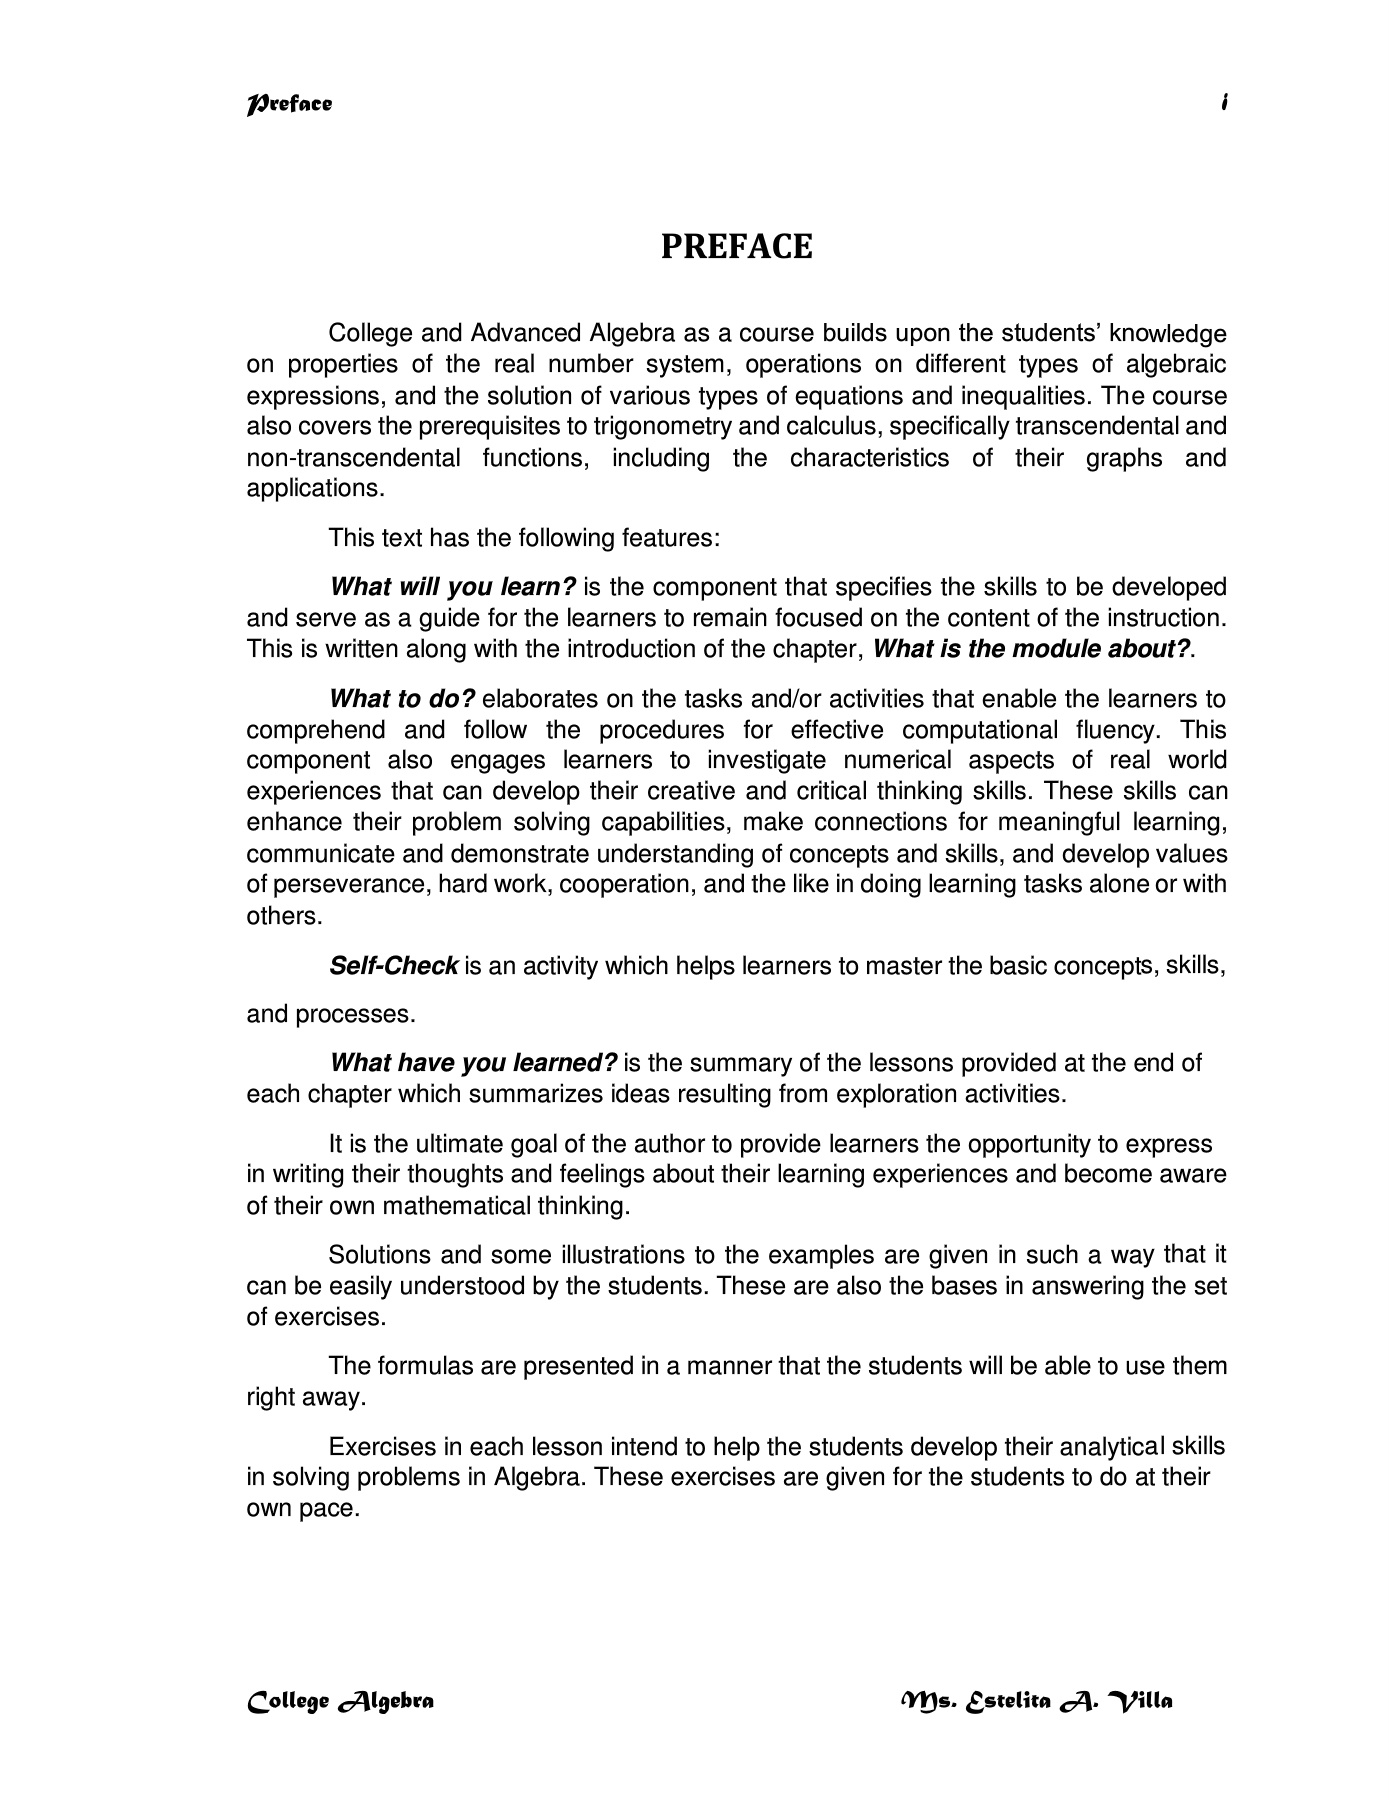 Preface i
PREFACE
College and Advanced Algebra as a course builds upon the students’ knowledge
on properties of the real number system, operations on different types of algebraic
expressions, and the solution of various types of equations and inequalities. The course
also covers the prerequisites to trigonometry and calculus, specifically transcendental and
non-transcendental functions, including the characteristics of their graphs and
applications.
This text has the following features:
What will you learn? is the component that specifies the skills to be developed
and serve as a guide for the learners to remain focused on the content of the instruction.
This is written along with the introduction of the chapter, What is the module about?.
What to do? elaborates on the tasks and/or activities that enable the learners to
comprehend and follow the procedures for effective computational fluency. This
component also engages learners to investigate numerical aspects of real world
experiences that can develop their creative and critical thinking skills. These skills can
enhance their problem solving capabilities, make connections for meaningful learning,
communicate and demonstrate understanding of concepts and skills, and develop values
of perseverance, hard work, cooperation, and the like in doing learning tasks alone or with
others.
Self-Check is an activity which helps learners to master the basic concepts, skills,
and processes.
What have you learned? is the summary of the lessons provided at the end of
each chapter which summarizes ideas resulting from exploration activities.
It is the ultimate goal of the author to provide learners the opportunity to express
in writing their thoughts and feelings about their learning experiences and become aware
of their own mathematical thinking.
Solutions and some illustrations to the examples are given in such a way that it
can be easily understood by the students. These are also the bases in answering the set
of exercises.
The formulas are presented in a manner that the students will be able to use them
right away.
Exercises in each lesson intend to help the students develop their analytical skills
in solving problems in Algebra. These exercises are given for the students to do at their
own pace.
College Algebra Ms. Estelita A. Villa